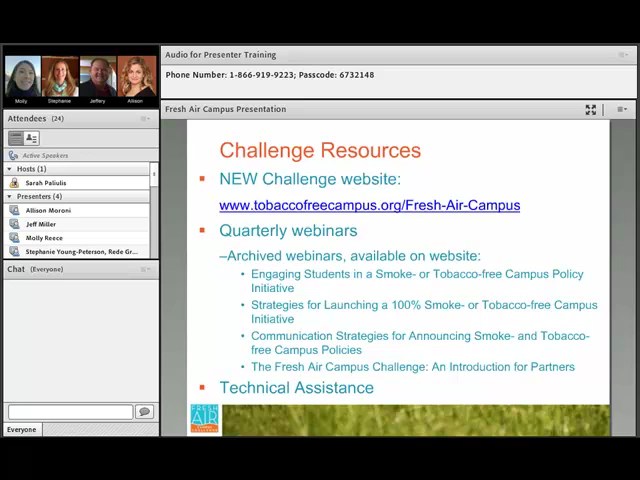 Molly
Stephanie
Jeffery
Allison
Audio for Presenter Training
Phone Number: 1-866-919-9223; Passcode: 6732148
Attendees (24)
Active Speakers
Hosts (1)
Sarah Paliulis
Presenters (4)
Allison Moroni
Jeff Miller
Molly Reece
Stephanie Young-Peterson, Rede Gr...
Chat (Everyone)
Everyone
Fresh Air Campus Presentation
Challenge Resources
▪ NEW Challenge website:
www.tobaccofreecampus.org/Fresh-Air-Campus
▪ Quarterly webinars
–Archived webinars, available on website:
• Engaging Students in a Smoke- or Tobacco-free Campus Policy
Initiative
• Strategies for Launching a 100% Smoke- or Tobacco-free Campus
Initiative
• Communication Strategies for Announcing Smoke- and Tobacco-
free Campus Policies
• The Fresh Air Campus Challenge: An Introduction for Partners
▪ Technical Assistance
FRESH
AIR